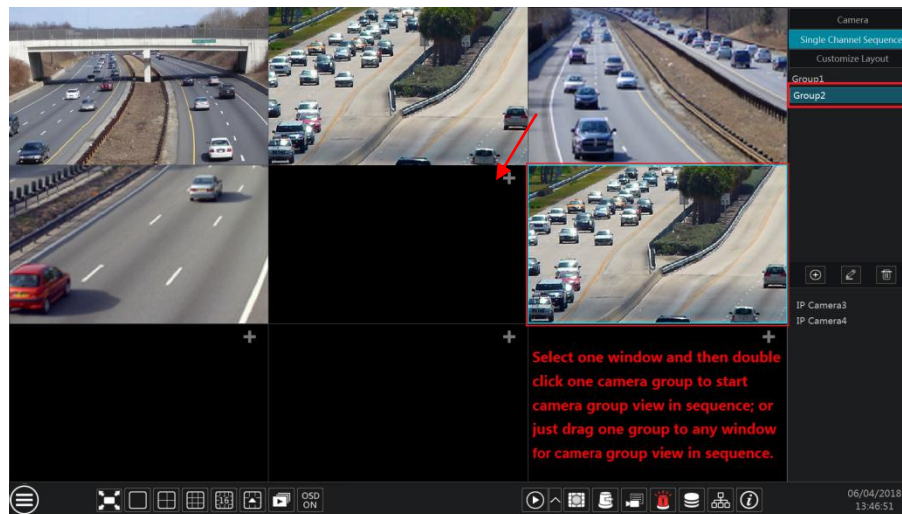 Camera
Single Channel Sequence
Customize Layout
Group1
Group2
IP Camera3
IP Camera4
Select one window and then double
click one camera group to start
camera group view in sequence; or
just drag one group to any window
for camera group view in sequence.
16
OSD
ON
06/04/2018
13:46:51